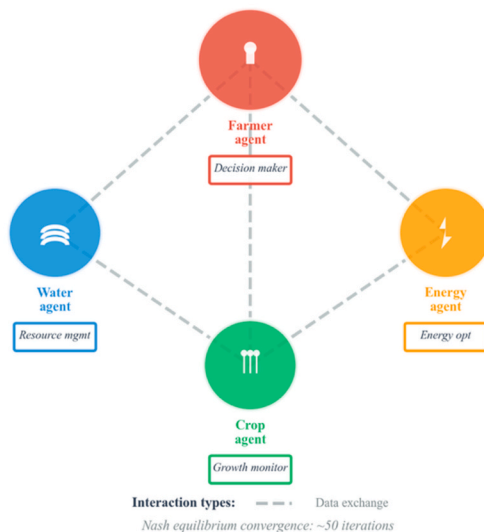 Farmer
agent
Decision maker
Water
agent
Resource mgmt
Energy
agent
Energy opt
Crop
agent
Growth monitor
Interaction types: Data exchange
Nash equilibrium convergence: ~50 iterations